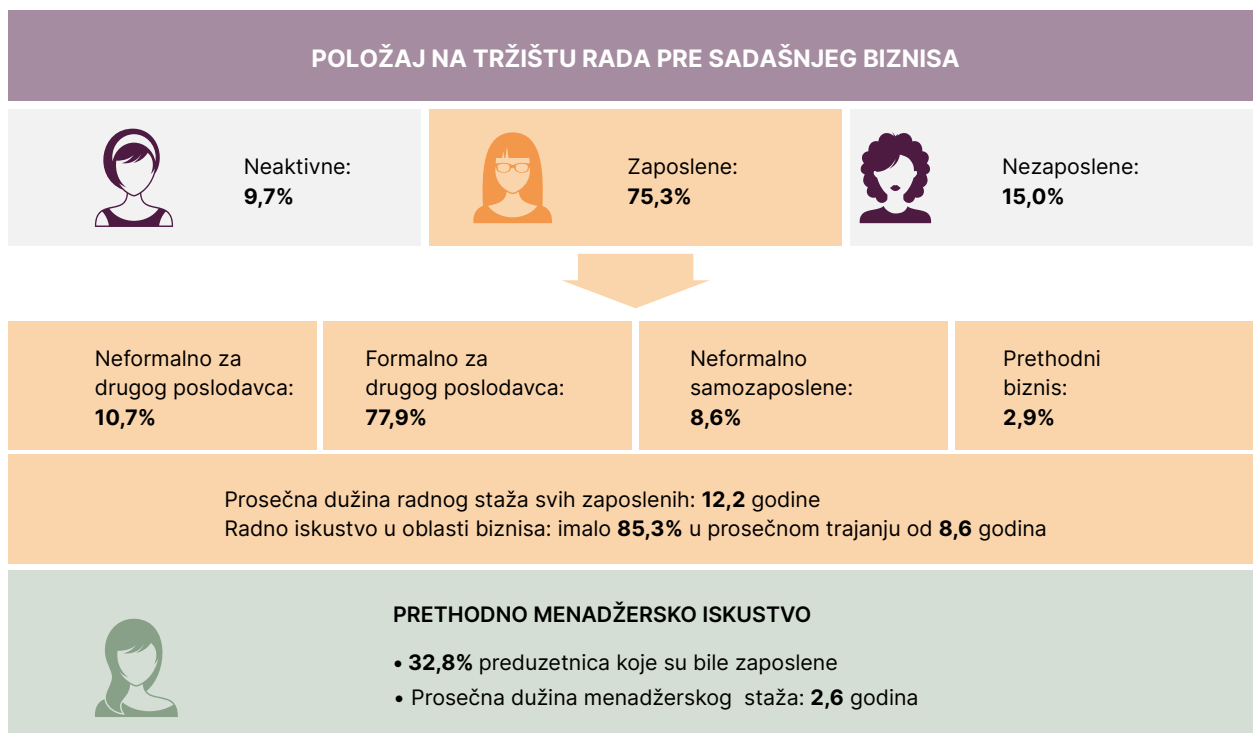 POLOŽAJ NA TRŽIŠTU RADA PRE SADAŠNJEG BIZNISA
Neaktivne:
9,7%
Zaposlene:
75,3%
Nezaposlene:
15,0%
Neformalno za
drugog poslodavca:
10,7%
Formalno za
drugog poslodavca:
77,9%
Neformalno
samozaposlene:
8,6%
Prethodni
biznis:
2,9%
Prosečna dužina radnog staža svih zaposlenih: 12,2 godine
Radno iskustvo u oblasti biznisa: imalo 85,3% u prosečnom trajanju od 8,6 godina
PRETHODNO MENADŽERSKO ISKUSTVO
• 32,8% preduzetnica koje su bile zaposlene
• Prosečna dužina menadžerskog  staža: 2,6 godina